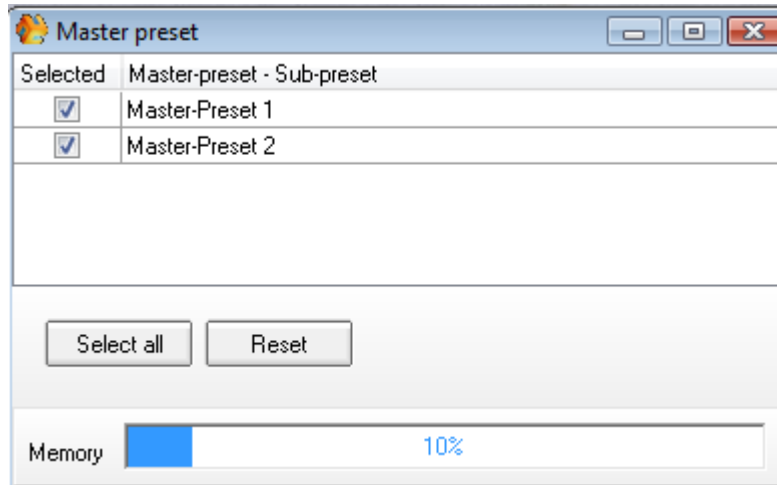 Master preset
Selected Master-preset - Sub-preset
Master-Preset 1
Master-Preset 2
Select all Reset
Memory 10%